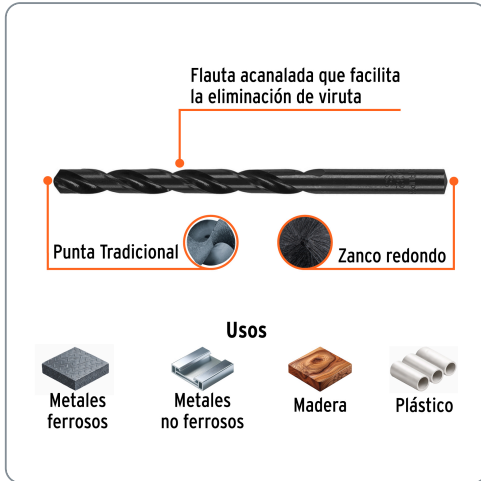 Flauta acanalada que facilita
la eliminación de viruta
Punta Tradicional
Zanco redondo
Usos
Metales
ferrosos
Metales
no ferrosos
Madera
Plástico